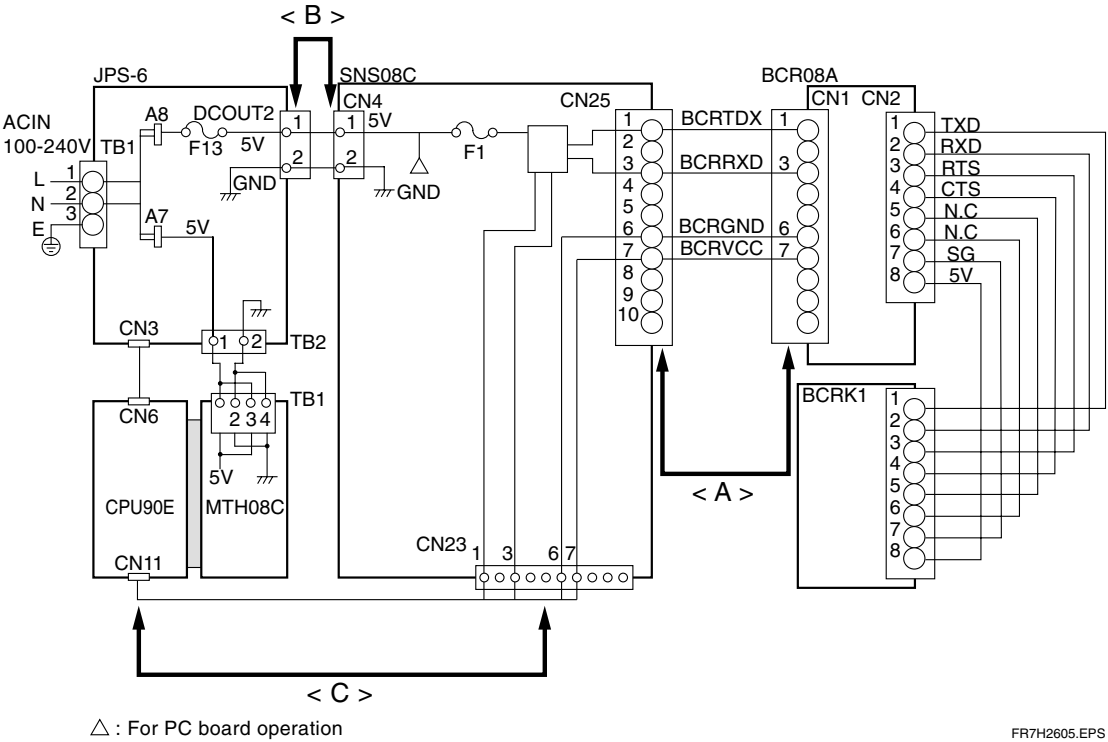 < B >
JPS-6
SNS08C
BCR08A
ACIN
100-240V
TB1
L
1
N
2
E
3
A8
F13
DCOUT2
5V
1
2
GND
A7
5V
CN4
1
5V
2
GND
F1
CN25
1
2
3
4
5
6
7
8
9
10
BCRTDX
BCRRXD
BCRGND
BCRVCC
CN1
1
3
6
7
CN2
1
2
3
4
5
6
7
8
TXD
RXD
RTS
CTS
N.C
N.C
SG
5V
CN3
1
2
TB2
CN6
TB1
2 3 4
5V
CPU90E
MTH08C
CN11
CN23
1
3
6 7
< A >
BCRK1
1
2
3
4
5
6
7
8
< C >
△ : For PC board operation
FR7H2605.EPS